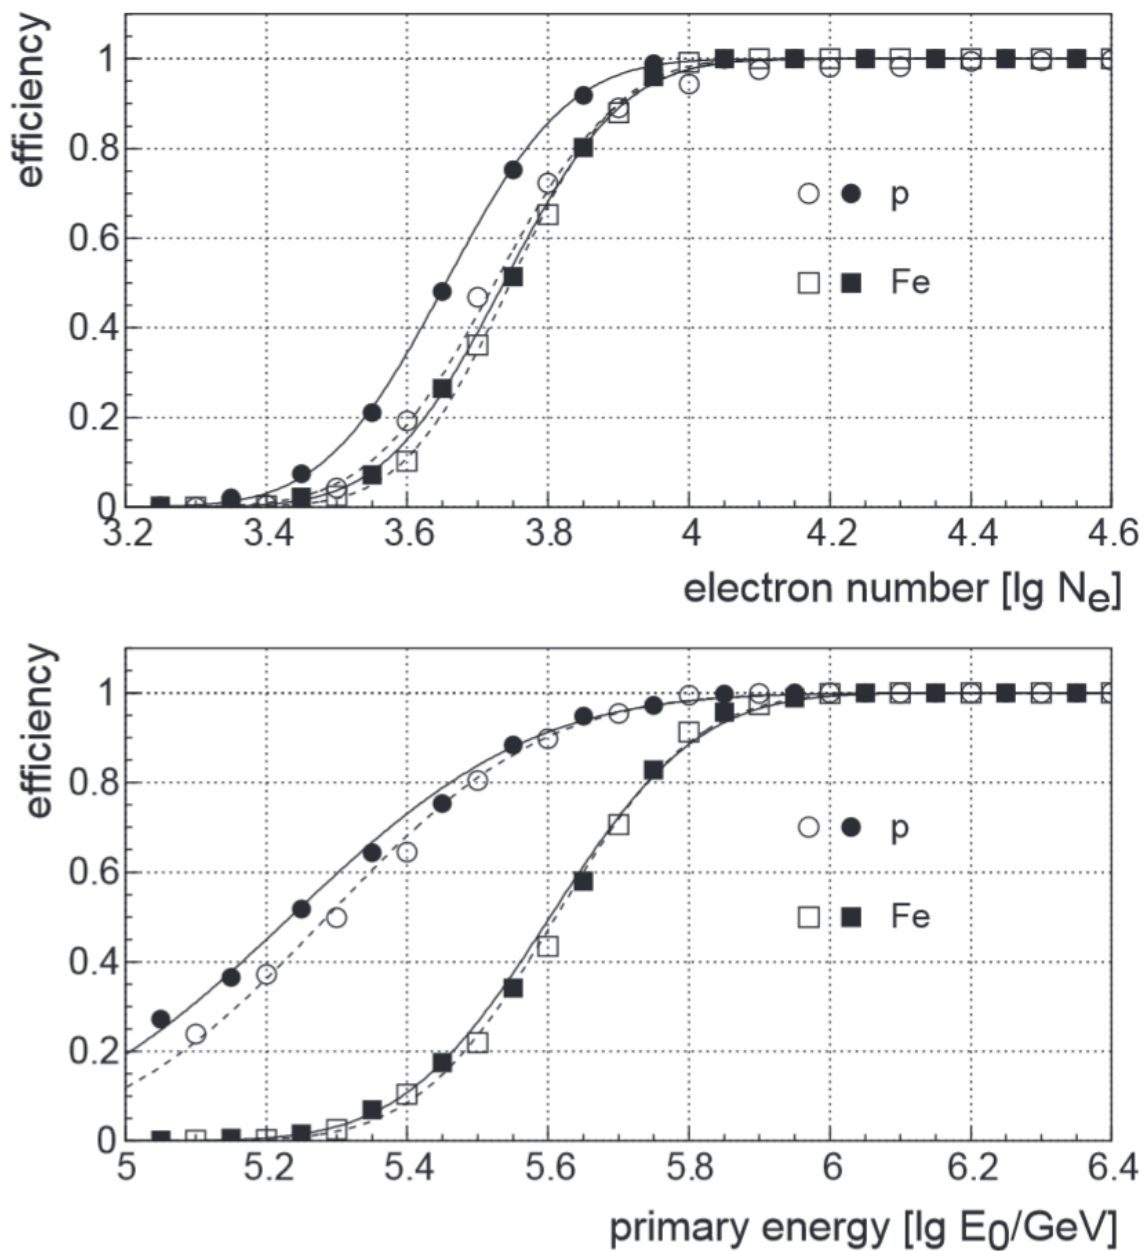 efficiency
1
0.8
0.6
0.4
0.2
0
p
Fe
3.2 3.4 3.6 3.8 4 4.2 4.4 4.6
electron number [lg Ne]
efficiency
1
0.8
0.6
0.4
0.2
0
p
Fe
5 5.2 5.4 5.6 5.8 6 6.2 6.4
primary energy [lg E0/GeV]